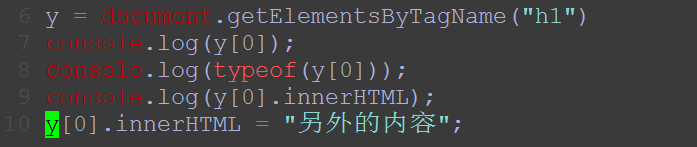 6 y = document.getElementsByTagName("h1")
7 console.log(y[0]);
8 console.log(typeof(y[0]));
9 console.log(y[0].innerHTML);
10 y[0].innerHTML = "另外的内容";